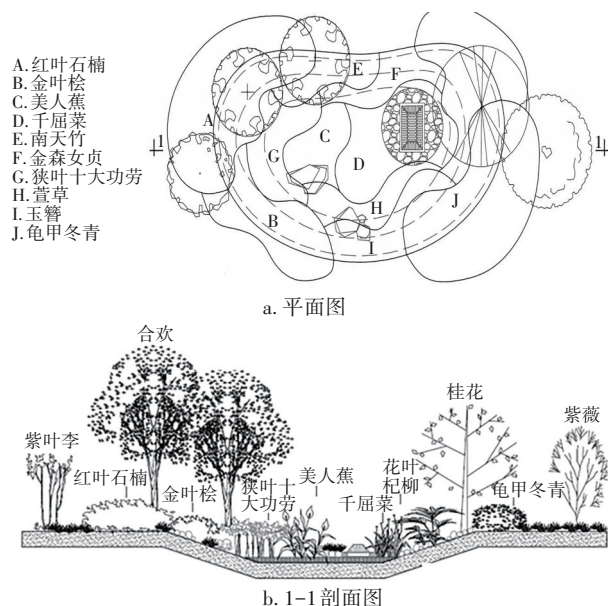 A.红叶石楠
B.金叶桧
C.美人蕉
D.千屈菜
E.南天竹
F.金森女贞
G.狭叶十大功劳
H.萱草
I.玉簪
J.龟甲冬青
A
B
C
D
E
F
G
H
I
J
1
1
a. 平面图
合欢
紫叶李
红叶石楠
金叶桧
狭叶十
大功劳
美人蕉
千屈菜
花叶
杞柳
桂花
龟甲冬青
紫薇
b. 1-1剖面图